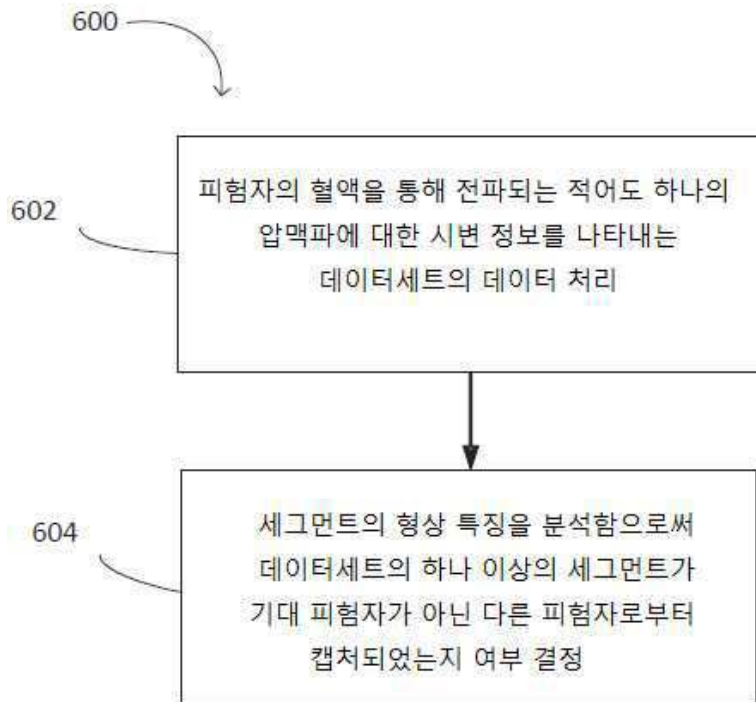 600
602
피험자의 혈액을 통해 전파되는 적어도 하나의
압맥파에 대한 시변 정보를 나타내는
데이터세트의 데이터 처리
604
세그먼트의 형상 특징을 분석함으로써
데이터세트의 하나 이상의 세그먼트가
기대 피험자가 아닌 다른 피험자로부터
캡처되었는지 여부 결정